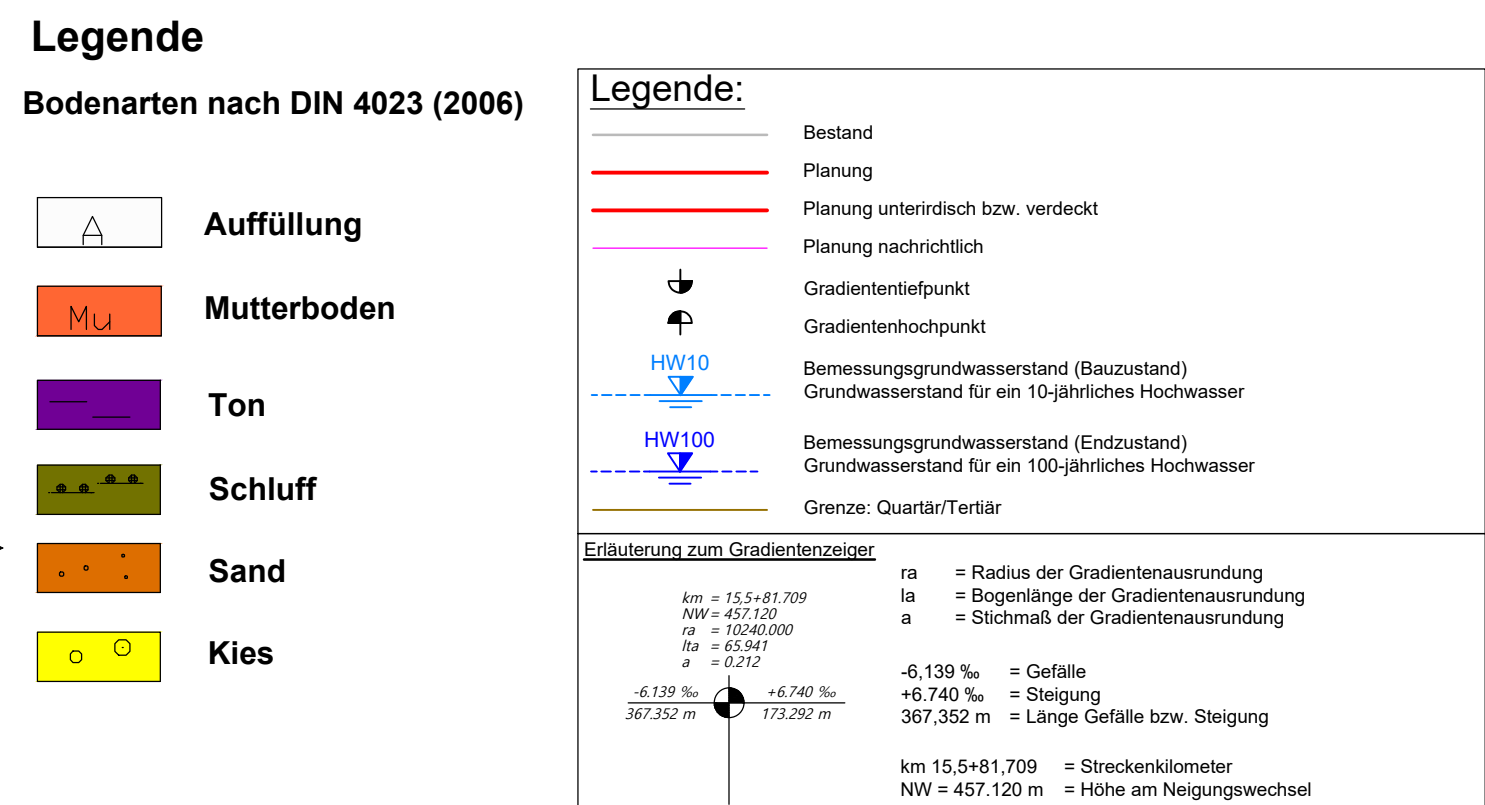 Legende
Bodenarten nach DIN 4023 (2006)
A
Auffüllung
Mu
Mutterboden
Ton
Schluff
Sand
Kies
Legende:
Bestand
Planung
Planung unterirdisch bzw. verdeckt
Planung nachrichtlich
Gradiententiefpunkt
Gradientenhochpunkt
HW10
Bemessungsgrundwasserstand (Bauzustand)
Grundwasserstand für ein 10-jährliches Hochwasser
HW100
Bemessungsgrundwasserstand (Endzustand)
Grundwasserstand für ein 100-jährliches Hochwasser
Grenze: Quartär/Tertiär
Erläuterung zum Gradientenzeiger
km = 15,5+81.709
NW = 457.120
ra = 10240.000
lta = 65.941
a = 0.212
-6.139 ‰ +6.740 ‰
367.352 m 173.292 m
ra = Radius der Gradientenausrundung
la = Bogenlänge der Gradientenausrundung
a = Stichmaß der Gradientenausrundung
-6,139 ‰ = Gefälle
+6.740 ‰ = Steigung
367,352 m = Länge Gefälle bzw. Steigung
km 15,5+81,709 = Streckenkilometer
NW = 457.120 m = Höhe am Neigungswechsel